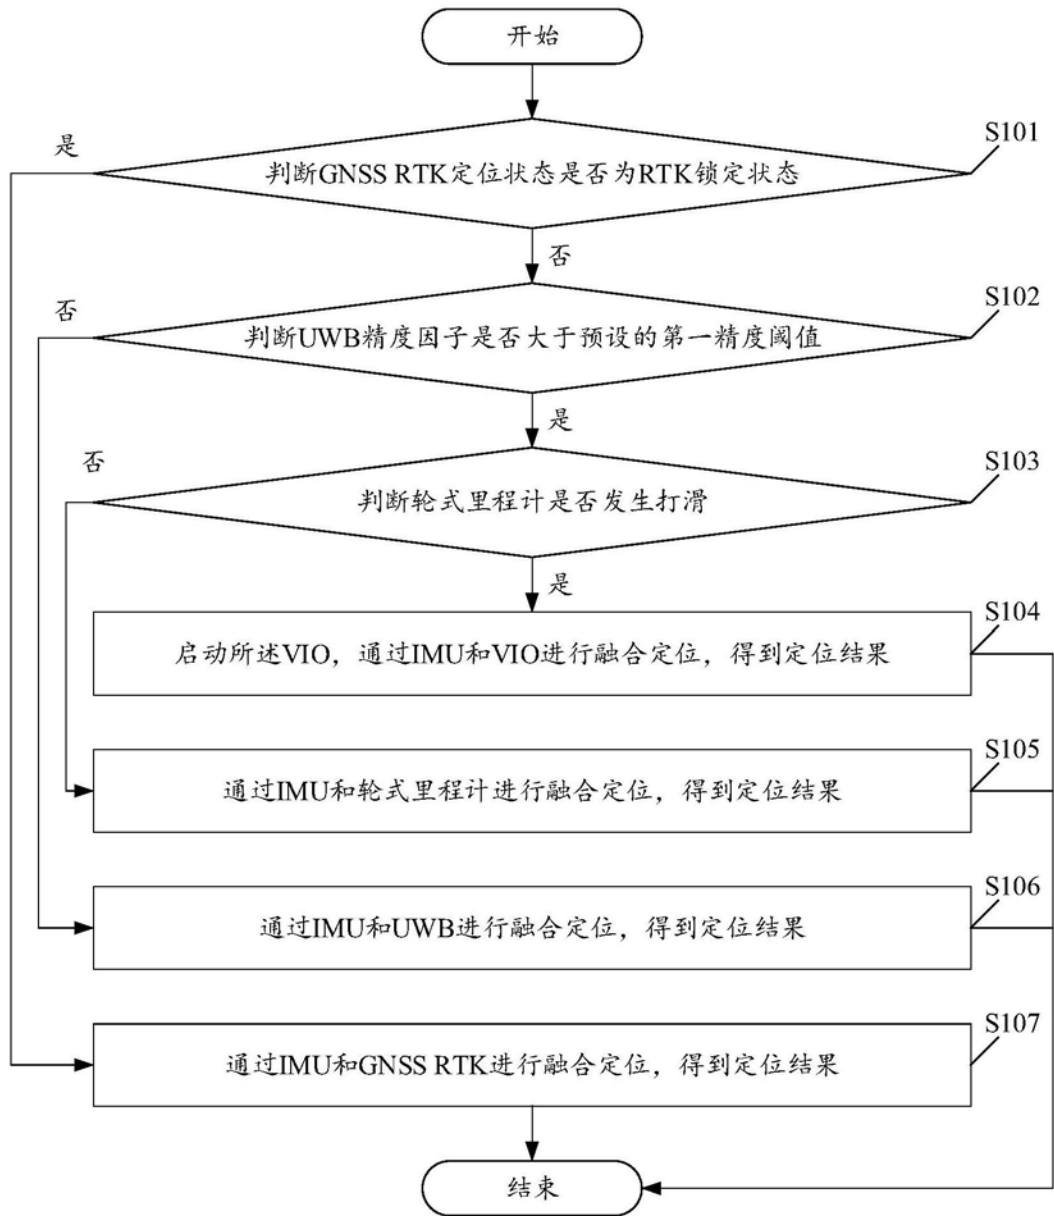 开始
S101
是
判断GNSS RTK定位状态是否为RTK锁定状态
否
S102
否
判断UWB精度因子是否大于预设的第一精度阈值
是
S103
否
判断轮式里程计是否发生打滑
是
S104
启动所述VIO，通过IMU和VIO进行融合定位，得到定位结果
S105
通过IMU和轮式里程计进行融合定位，得到定位结果
S106
通过IMU和UWB进行融合定位，得到定位结果
S107
通过IMU和GNSS RTK进行融合定位，得到定位结果
结束